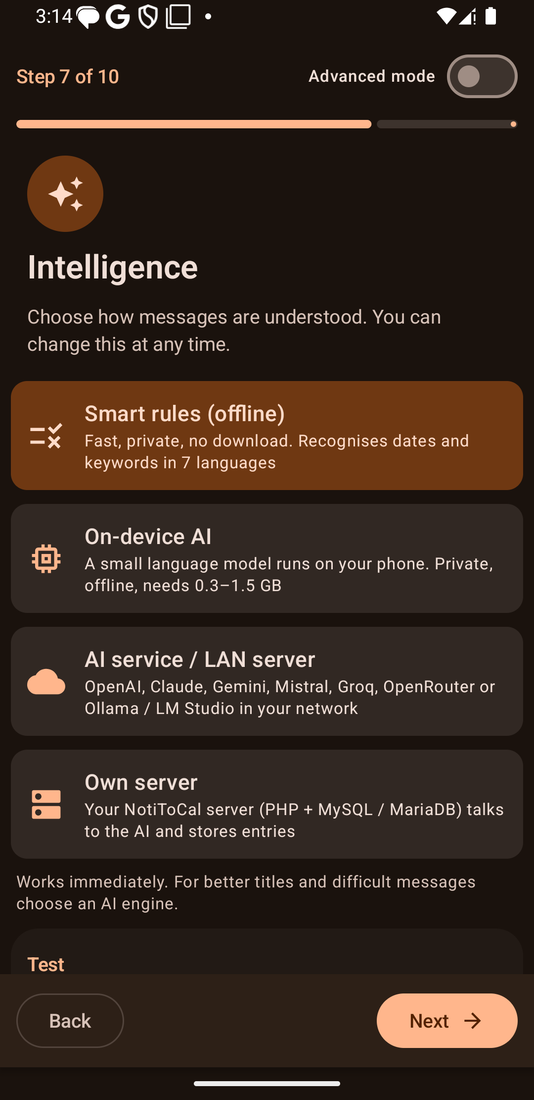 3:14
Step 7 of 10
Advanced mode
Intelligence
Choose how messages are understood. You can
change this at any time.
Smart rules (offline)
Fast, private, no download. Recognises dates and
keywords in 7 languages
On-device AI
A small language model runs on your phone. Private,
offline, needs 0.3–1.5 GB
AI service / LAN server
OpenAI, Claude, Gemini, Mistral, Groq, OpenRouter or
Ollama / LM Studio in your network
Own server
Your NotiToCal server (PHP + MySQL / MariaDB) talks
to the AI and stores entries
Works immediately. For better titles and difficult messages
choose an AI engine.
Test
Back
Next